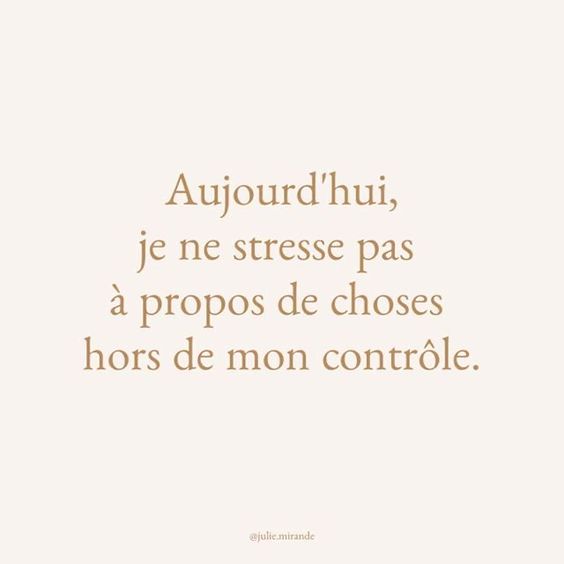 Aujourd'hui,
je ne stresse pas
à propos de choses
hors de mon contrôle.
@julie.mirande